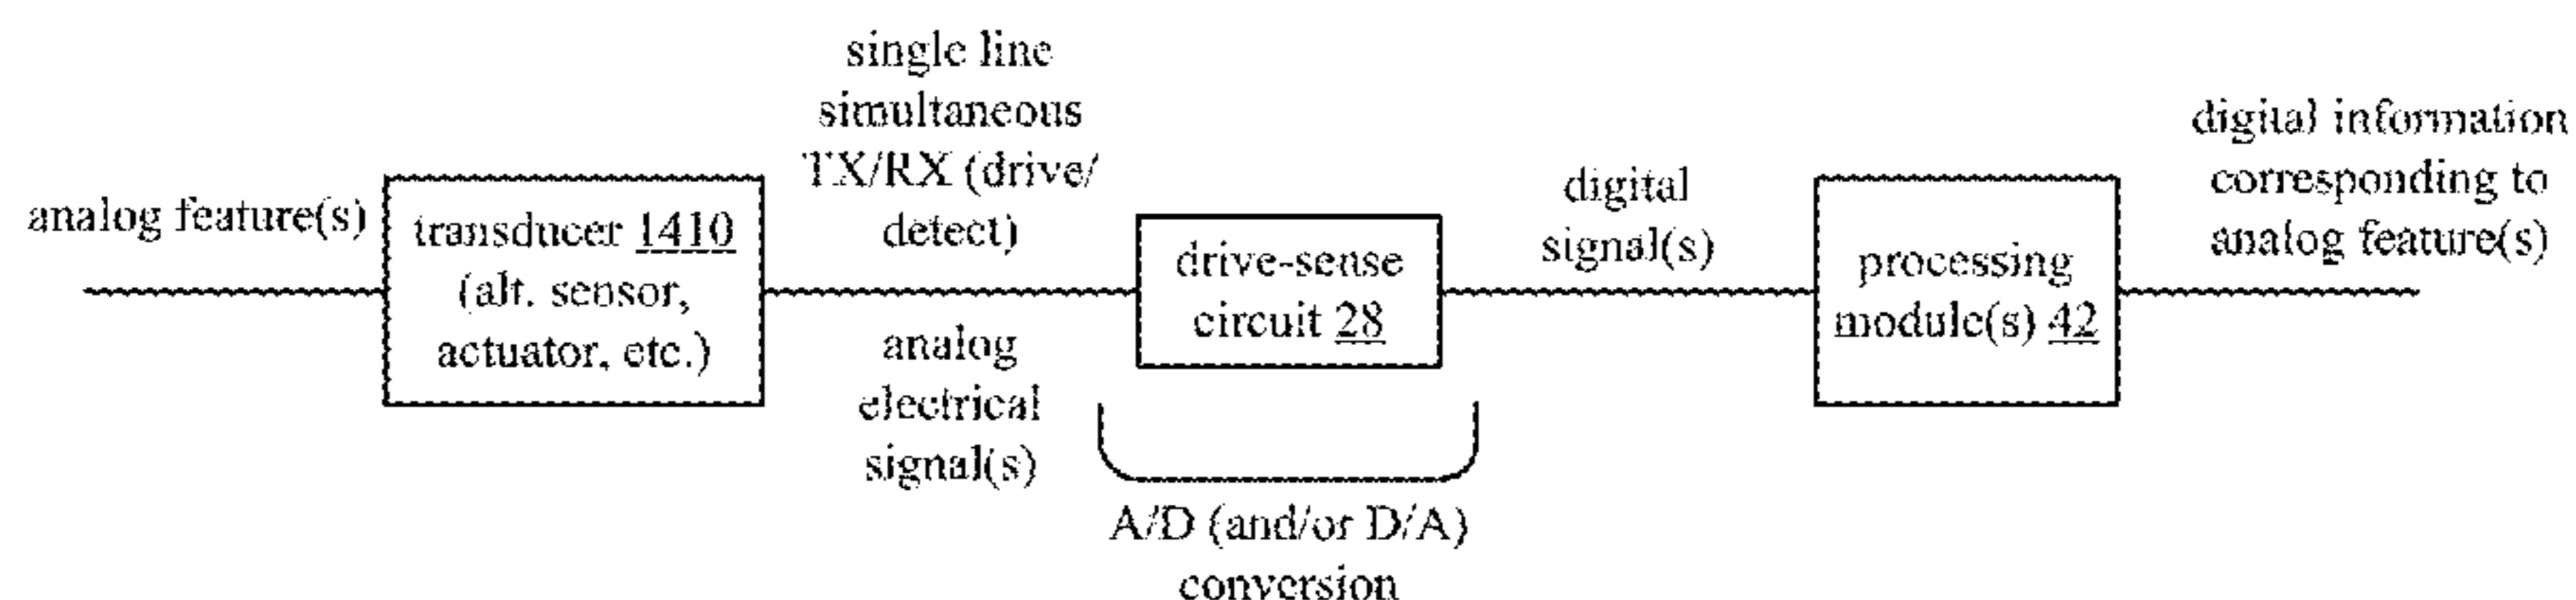 analog feature(s)
transducer 1410
(alt. sensor,
actuator, etc.)
single line
simultaneous
TX/RX (drive/
detect)
analog
electrical
signal(s)
drive-sense
circuit 28
A/D (and/or D/A)
conversion
digital
signal(s)
processing
module(s) 42
digital information
corresponding to
analog feature(s)